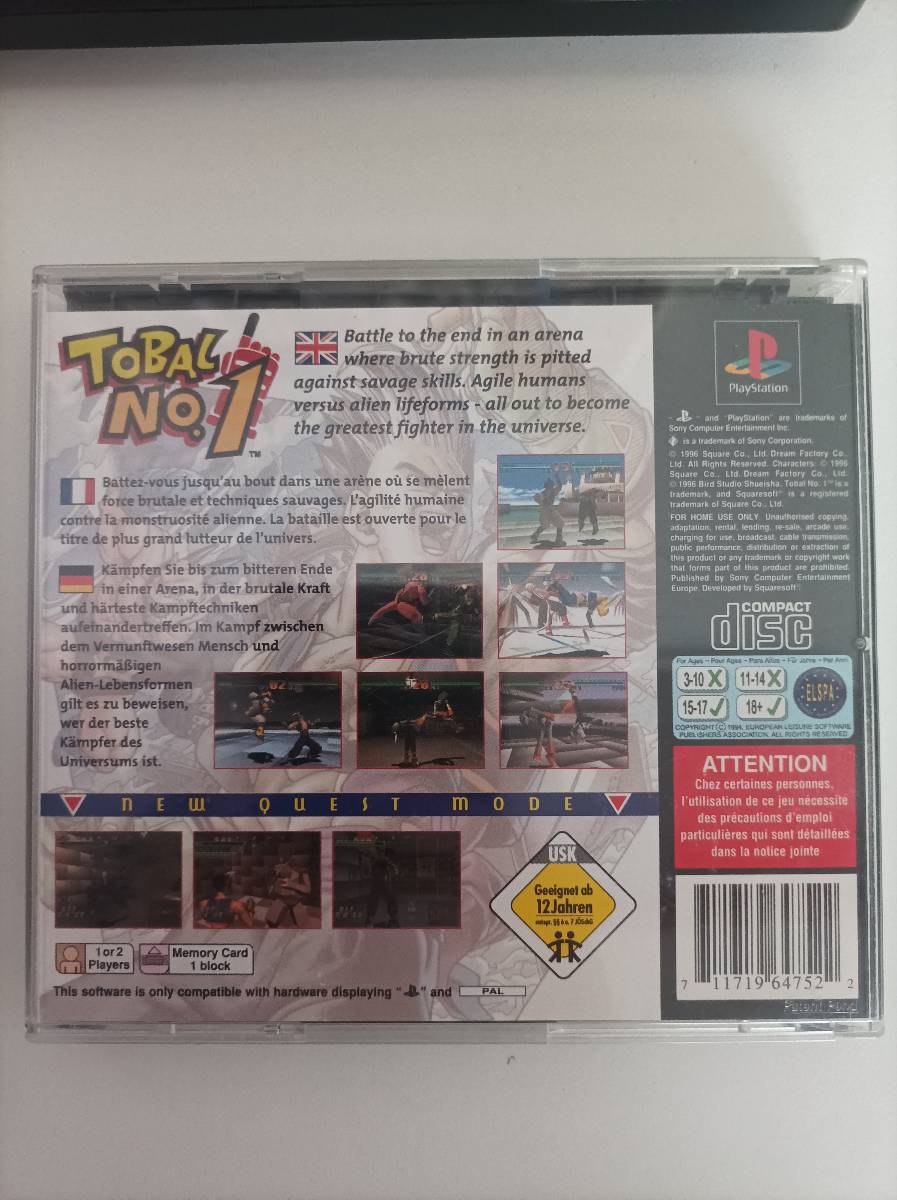 TOBAL
NO.1
TM
Battle to the end in an arena
where brute strength is pitted
against savage skills. Agile humans
versus alien lifeforms - all out to become
the greatest fighter in the universe.
Battez-vous jusqu'au bout dans une arène où se mèlent
force brutale et techniques sauvages. L'agilité humaine
contre la monstruosité alienne. La bataille est ouverte pour le
titre de plus grand lutteur de l'univers.
Kämpfen Sie bis zum bitteren Ende
in einer Arena, in der brutale Kraft
und härteste Kampftechniken
aufeinandertreffen. Im Kampf zwischen
dem Vernunftwesen Mensch und
horrormäßigen
Alien-Lebensformen
gilt es zu beweisen,
wer der beste
Kämpfer des
Universums ist.
NEW QUEST MODE
USK
Geeignet ab
12 Jahren
1 or 2
Players
Memory Card
1 block
This software is only compatible with hardware displaying " " and PAL
PlayStation
" " and "PlayStation" are trademarks of
Sony Computer Entertainment Inc.
is a trademark of Sony Corporation.
© 1996 Square Co., Ltd. Dream Factory Co.,
Ltd. All Rights Reserved. Characters: © 1996
Square Co., Ltd. Dream Factory Co., Ltd.
© 1996 Bird Studio/Shueisha. Tobal No. 1™ is a
trademark, and Squaresoft® is a registered
trademark of Square Co., Ltd.
FOR HOME USE ONLY. Unauthorised copying,
adaptation, rental, lending, re-sale, arcade use,
charging for use, broadcast, cable transmission,
public performance, distribution or extraction of
this product or any trademark or copyright work
that forms part of this product are prohibited.
Published by Sony Computer Entertainment
Europe. Developed by Squaresoft®.
COMPACT
disc
For Ages - Pour Ages - Para Años - Für Jahre - Per Anni
3-10 11-14
15-17 18+
ELSPA
COPYRIGHT (C) 1994, EUROPEAN LEISURE SOFTWARE
PUBLISHERS ASSOCIATION, ALL RIGHTS RESERVED
ATTENTION
Chez certaines personnes,
l'utilisation de ce jeu nécessite
des précautions d'emploi
particulières qui sont détaillées
dans la notice jointe
7 11719 64752 2